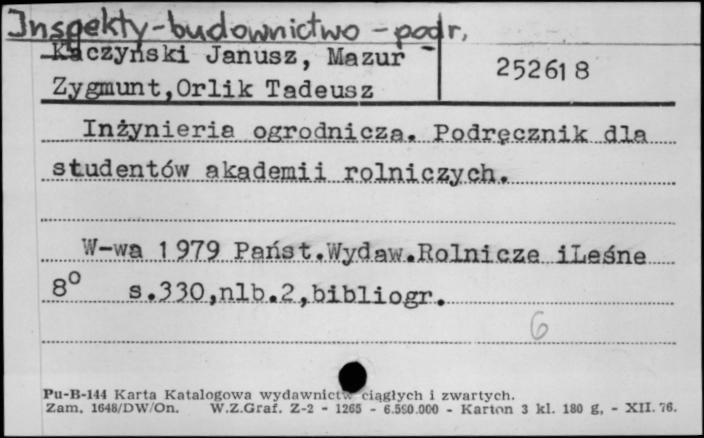 Inspekty-budownictwo-podr,
Kaczyński Janusz, Mazur
Zygmunt,Orlik Tadeusz
252618
Inżynieria ogrodnicza. Podręcznik dla
studentów akademii rolniczych.
W-wa 1979 Państ.Wydaw.Rolnicze iLeśne
8° s.330,nlb.2,bibliogr.
6
Pu-B-144 Karta Katalogowa wydawnictw ciągłych i zwartych.
Zam. 1648/DW/On. W.Z.Graf. Z-2 - 1265 - 6.550.000 - Karton 3 kl. 180 g. - XII. 76.